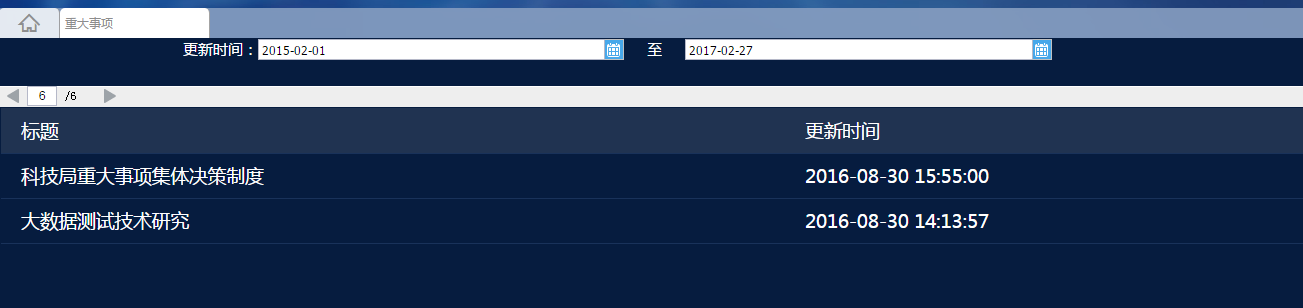 重大事项
更新时间： 2015-02-01 至 2017-02-27
6 /6
标题 更新时间
科技局重大事项集体决策制度 2016-08-30 15:55:00
大数据测试技术研究 2016-08-30 14:13:57